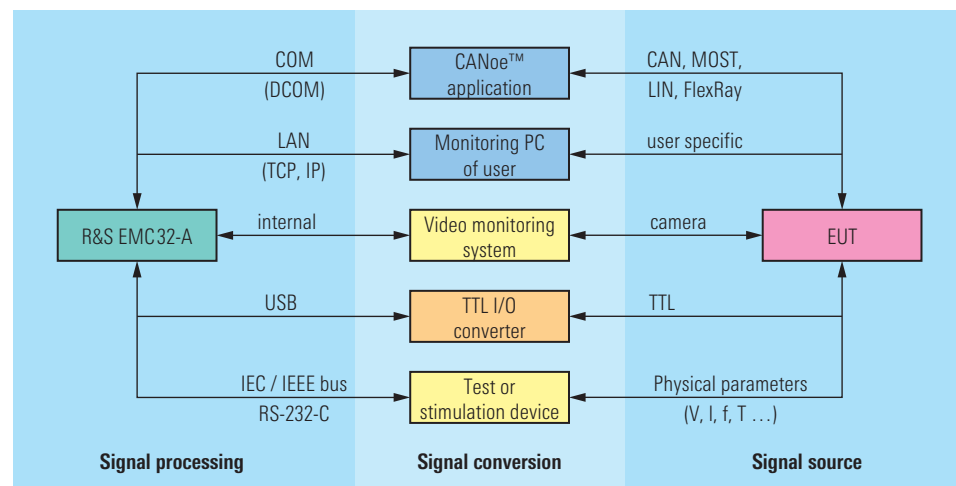 COM
(DCOM)
CANoe™
application
CAN, MOST,
LIN, FlexRay
LAN
(TCP, IP)
Monitoring PC
of user
user specific
R&S EMC32-A
internal
Video monitoring
system
camera
EUT
USB
TTL I/O
converter
TTL
IEC / IEEE bus
RS-232-C
Test or
stimulation device
Physical parameters
(V, I, f, T …)
Signal processing
Signal conversion
Signal source